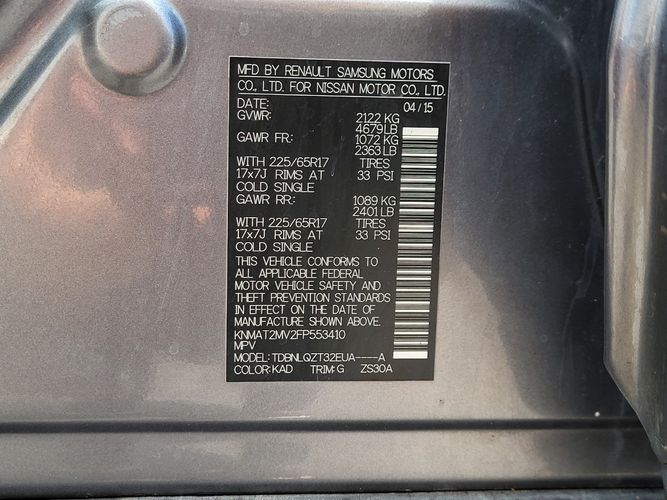 MFD BY RENAULT SAMSUNG MOTORS
CO., LTD. FOR NISSAN MOTOR CO., LTD.
DATE: 04/15
GVWR: 2122 KG
4679LB
GAWR FR: 1072 KG
2363LB
WITH 225/65R17 TIRES
17x7J RIMS AT 33 PSI
COLD SINGLE
GAWR RR: 1089 KG
2401LB
WITH 225/65R17 TIRES
17x7J RIMS AT 33 PSI
COLD SINGLE
THIS VEHICLE CONFORMS TO
ALL APPLICABLE FEDERAL
MOTOR VEHICLE SAFETY AND
THEFT PREVENTION STANDARDS
IN EFFECT ON THE DATE OF
MANUFACTURE SHOWN ABOVE.
KNMAT2MV2FP553410
MPV
MODEL: TDBNLQZT32EUA----A
COLOR:KAD TRIM:G ZS30A